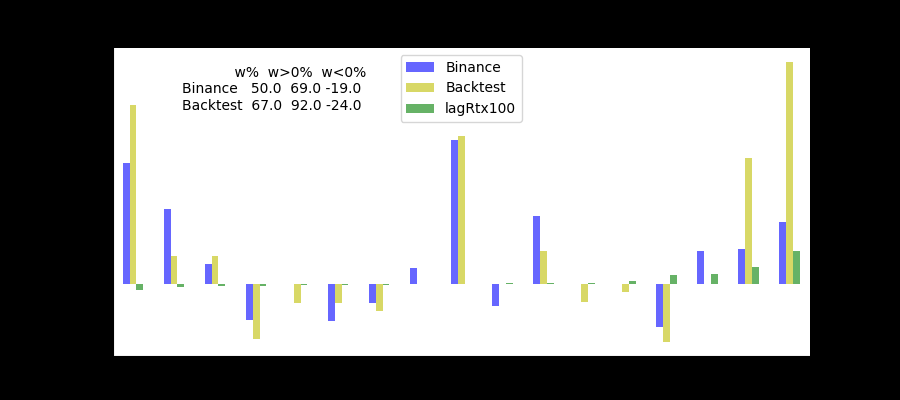 w% w>0% w<0%
Binance 50.0 69.0 -19.0
Backtest 67.0 92.0 -24.0
Binance
Backtest
lagRtx100